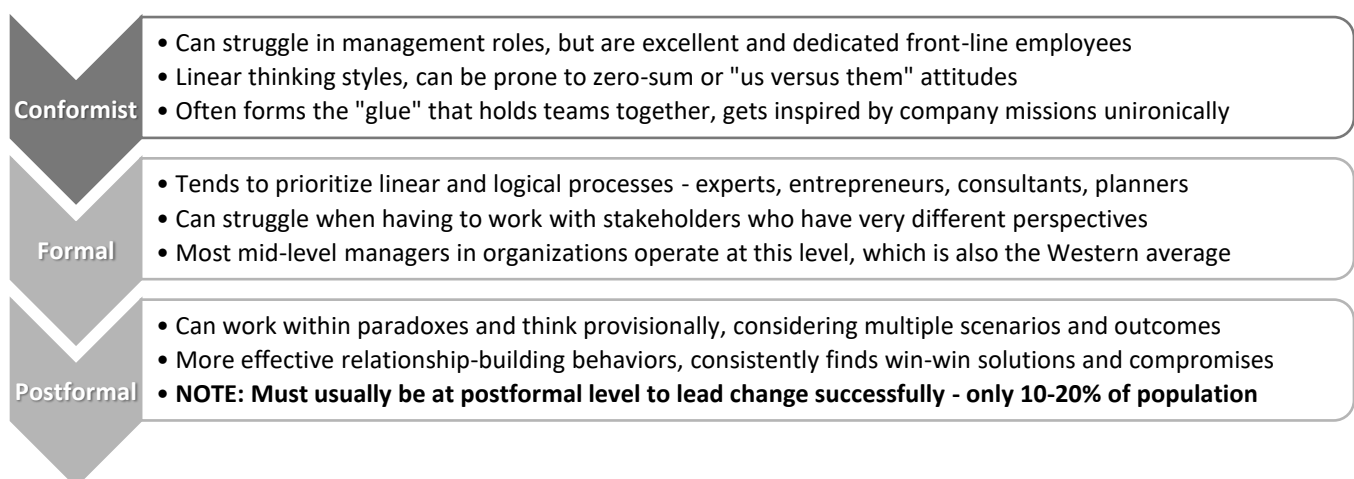 Conformist
• Can struggle in management roles, but are excellent and dedicated front-line employees
• Linear thinking styles, can be prone to zero-sum or "us versus them" attitudes
• Often forms the "glue" that holds teams together, gets inspired by company missions unironically
Formal
• Tends to prioritize linear and logical processes - experts, entrepreneurs, consultants, planners
• Can struggle when having to work with stakeholders who have very different perspectives
• Most mid-level managers in organizations operate at this level, which is also the Western average
Postformal
• Can work within paradoxes and think provisionally, considering multiple scenarios and outcomes
• More effective relationship-building behaviors, consistently finds win-win solutions and compromises
• NOTE: Must usually be at postformal level to lead change successfully - only 10-20% of population